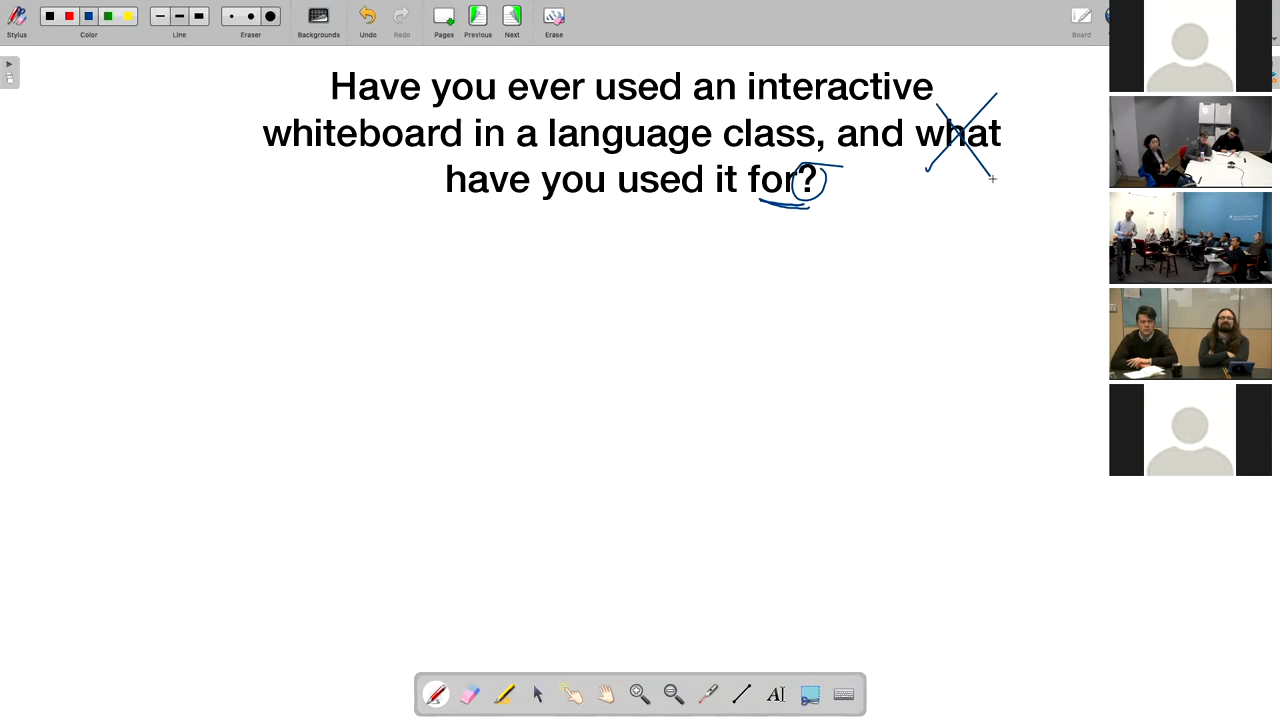 Stylus
Color
Line
Eraser
Backgrounds
Undo
Redo
Pages
Previous
Next
Erase
Board
Have you ever used an interactive
whiteboard in a language class, and what
have you used it for?